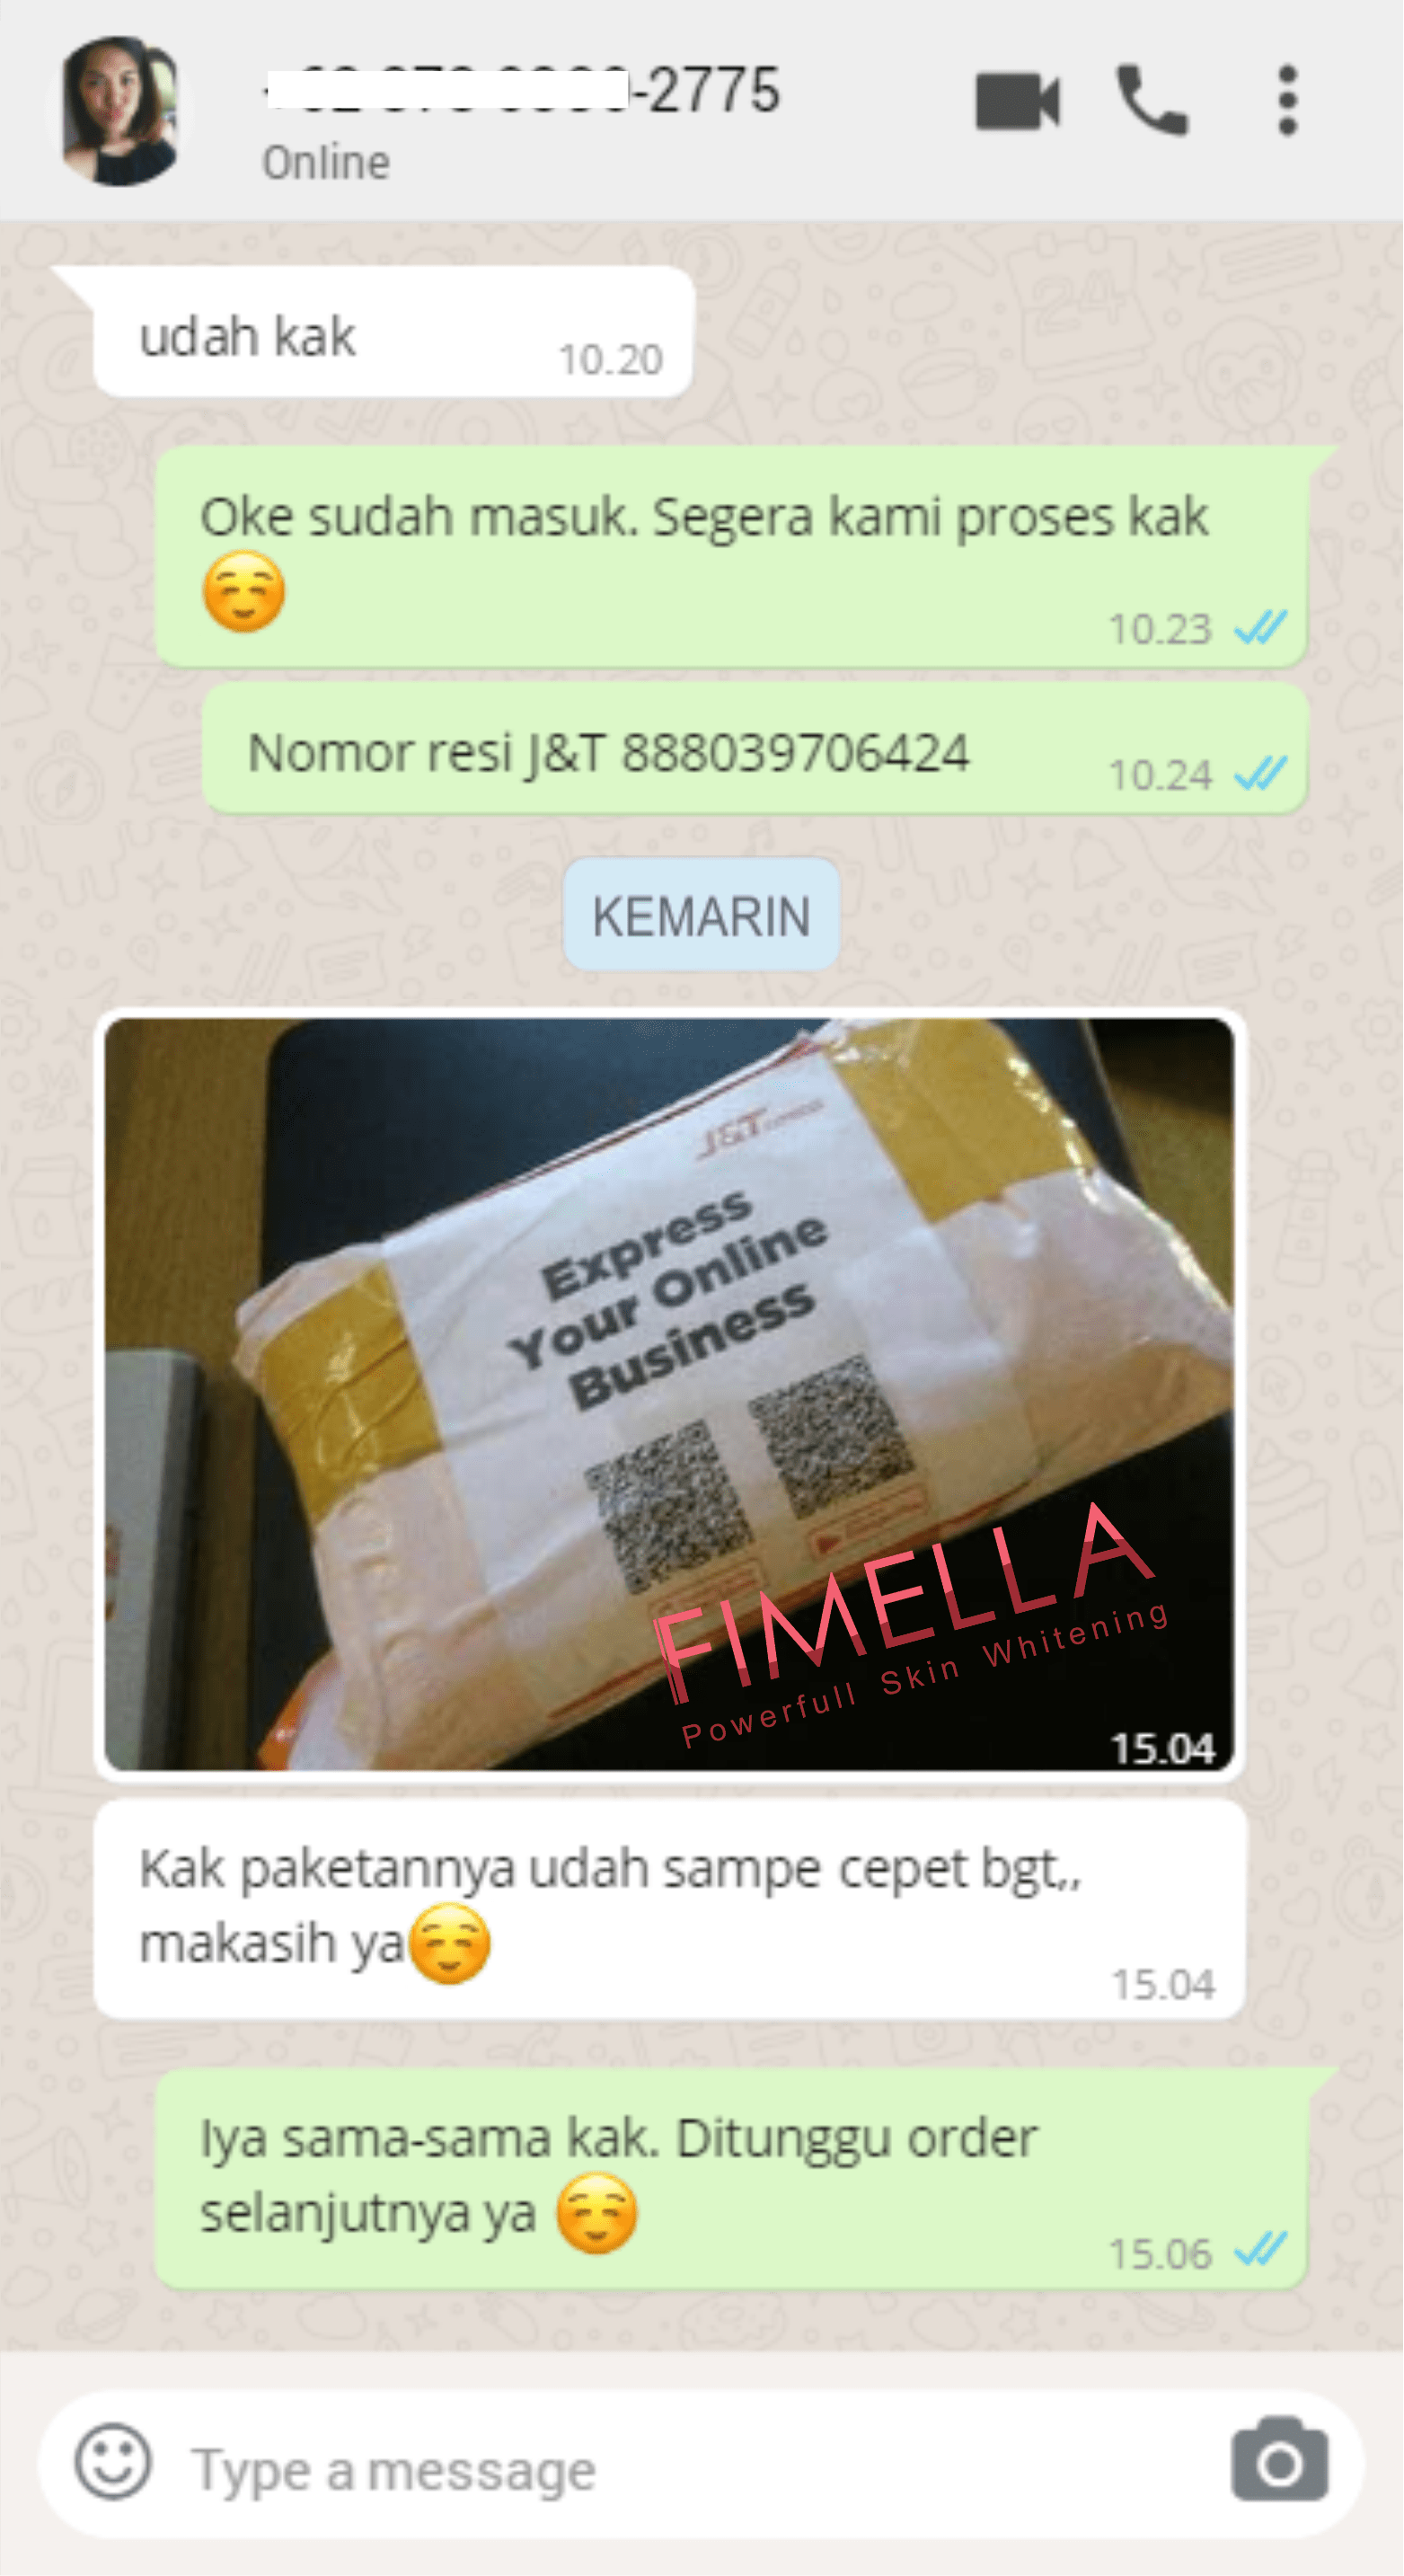 -2775
Online
udah kak
10.20
Oke sudah masuk. Segera kami proses kak
☺️
10.23
Nomor resi J&T 888039706424
10.24
KEMARIN
J&T EXPRESS
Express
Your Online
Business
FIMELLA
Powerfull Skin Whitening
15.04
Kak paketannya udah sampe cepet bgt,,
makasih ya☺️
15.04
Iya sama-sama kak. Ditunggu order
selanjutnya ya ☺️
15.06
Type a message